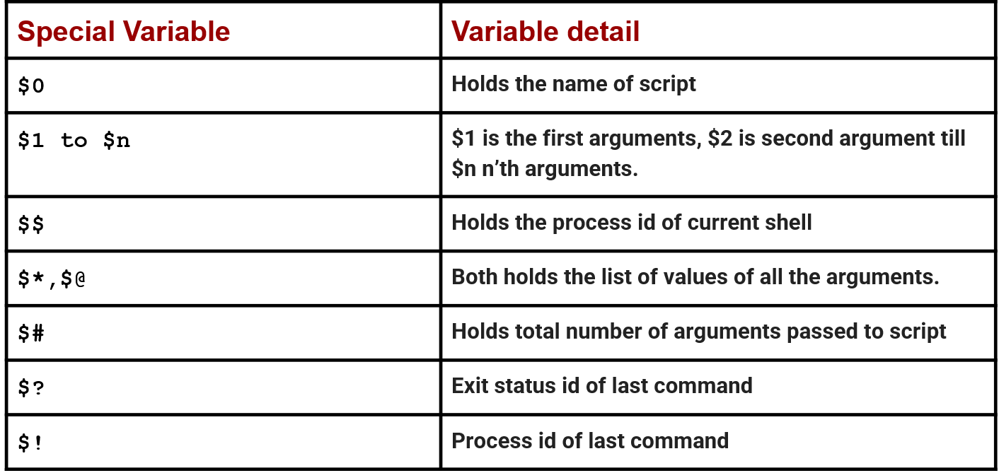 Special Variable
Variable detail
$0
Holds the name of script
$1 to $n
$1 is the first arguments, $2 is second argument till
$n n’th arguments.
$$
Holds the process id of current shell
$*,$@
Both holds the list of values of all the arguments.
$#
Holds total number of arguments passed to script
$?
Exit status id of last command
$!
Process id of last command